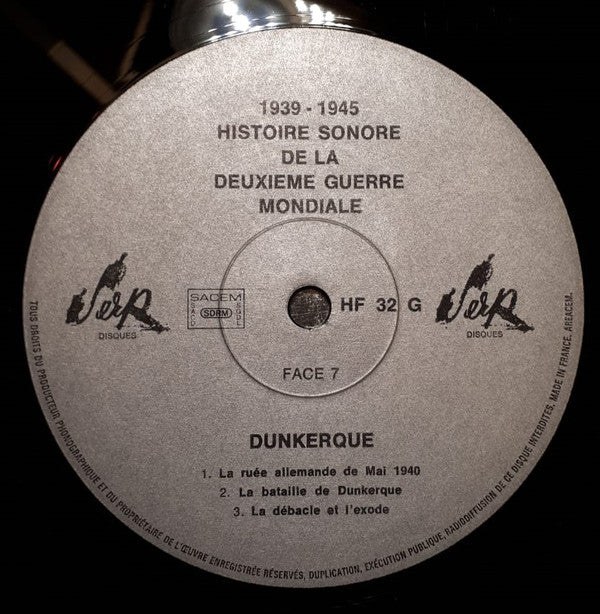 1939 - 1945
HISTOIRE SONORE
DE LA
DEUXIEME GUERRE
MONDIALE
Serp
DISQUES
SACEM
SACD
SDRM
SGDL
HF 32 G
Serp
DISQUES
FACE 7
DUNKERQUE
1. La ruée allemande de Mai 1940
2. La bataille de Dunkerque
3. La débacle et l'exode
TOUS DROITS DU PRODUCTEUR PHONOGRAPHIQUE ET DU PROPRIÉTAIRE DE L'ŒUVRE ENREGISTRÉE RÉSERVÉS, DUPLICATION, EXÉCUTION PUBLIQUE, RADIODIFFUSION DE CE DISQUE INTERDITES, MADE IN FRANCE, AREACEM.